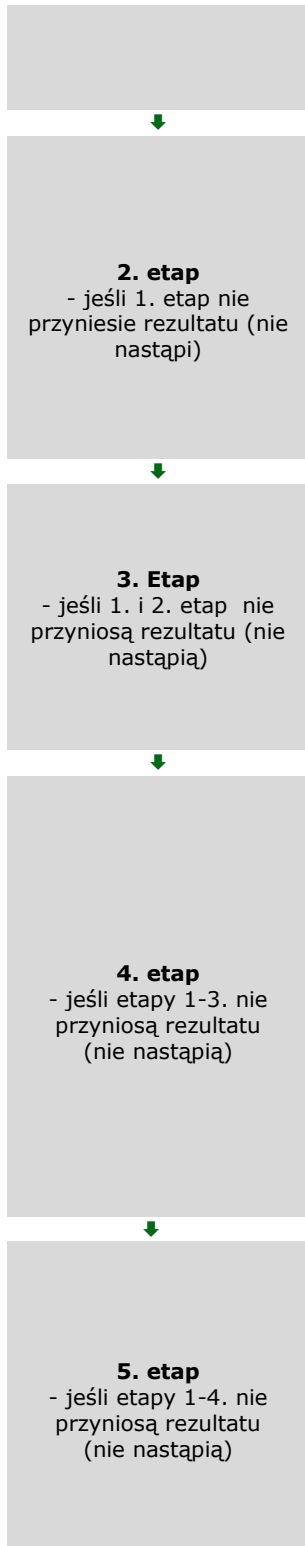 2. etap
- jeśli 1. etap nie
przyniesie rezultatu (nie
nastąpi)
3. Etap
- jeśli 1. i 2. etap  nie
przyniosą rezultatu (nie
nastąpią)
4. etap
- jeśli etapy 1-3. nie
przyniosą rezultatu
(nie nastąpią)
5. etap
- jeśli etapy 1-4. nie
przyniosą rezultatu
(nie nastąpią)